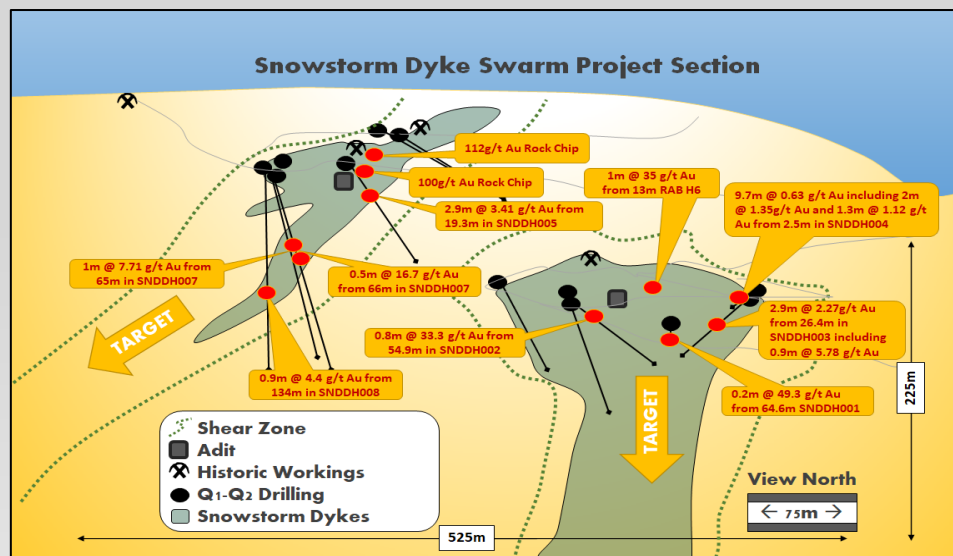 Snowstorm Dyke Swarm Project Section
112g/t Au Rock Chip
100g/t Au Rock Chip
2.9m @ 3.41 g/t Au from
19.3m in SNDDH005
1m @ 35 g/t Au
from 13m RAB H6
9.7m @ 0.63 g/t Au including 2m
@ 1.35g/t Au and 1.3m @ 1.12 g/t
Au from 2.5m in SNDDH004
1m @ 7.71 g/t Au from
65m in SNDDH007
0.5m @ 16.7 g/t Au
from 66m in SNDDH007
TARGET
0.8m @ 33.3 g/t Au from
54.9m in SNDDH002
2.9m @ 2.27g/t Au
from 26.4m in
SNDDH003 including
0.9m @ 5.78 g/t Au
0.9m @ 4.4 g/t Au from
134m in SNDDH008
0.2m @ 49.3 g/t Au
from 64.6m SNDDH001
225m
TARGET
Shear Zone
Adit
Historic Workings
Q1-Q2 Drilling
Snowstorm Dykes
View North
75m
525m